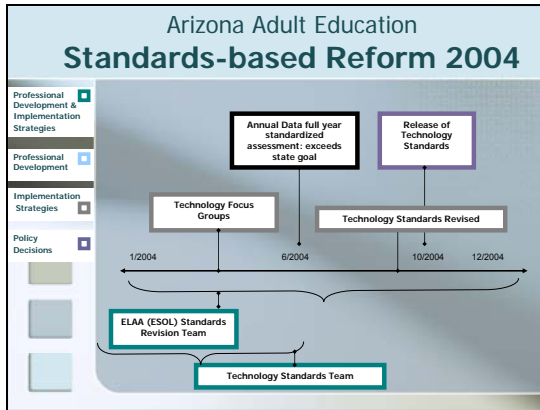 Arizona Adult Education
Standards-based Reform 2004
Professional
Development &
Implementation
Strategies
Professional
Development
Implementation
Strategies
Policy
Decisions
Annual Data full year
standardized
assessment: exceeds
state goal
Release of
Technology
Standards
Technology Focus
Groups
Technology Standards Revised
1/2004
6/2004
10/2004
12/2004
ELAA (ESOL) Standards
Revision Team
Technology Standards Team